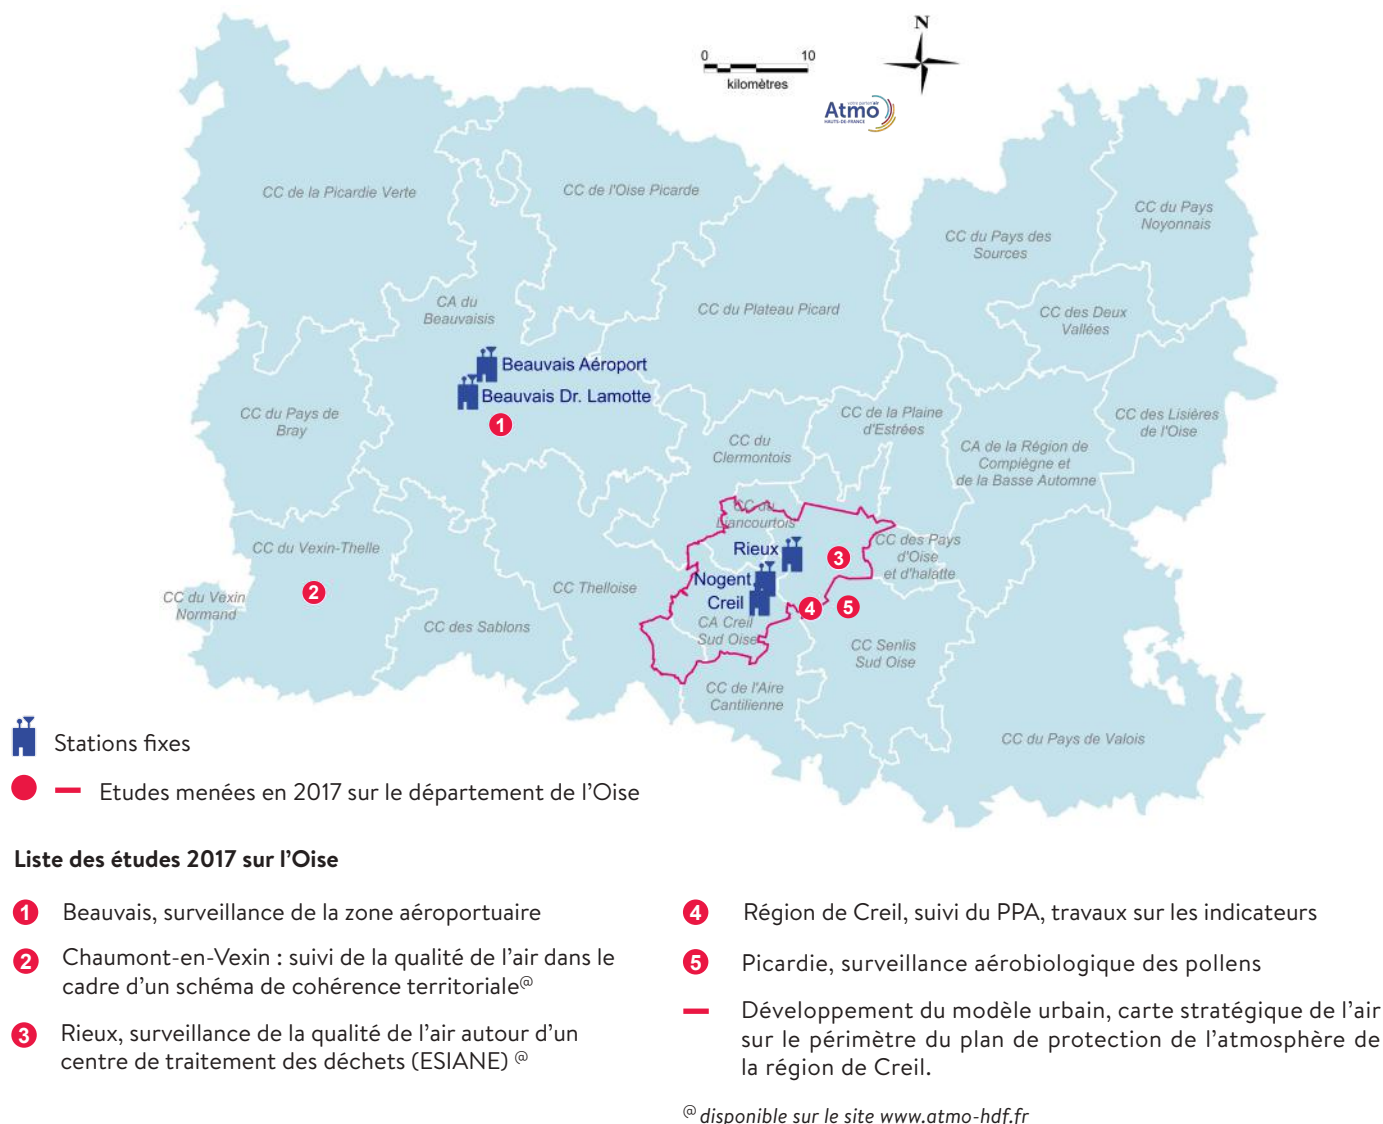 N
0 10
kilomètres
votre partenair
Atmo
HAUTS-DE-FRANCE
CC de la Picardie Verte
CC de l'Oise Picarde
CC du Pays
Noyonnais
CC du Pays des
Sources
CA du
Beauvaisis
CC du Plateau Picard
CC des Deux
Vallées
Beauvais Aéroport
Beauvais Dr. Lamotte
1
CC du Pays de
Bray
CC de la Plaine
d'Estrées
CC des Lisières
de l'Oise
CC du
Clermontois
CA de la Région de
Compiègne et
de la Basse Automne
CC du
Liancourtois
Rieux
3
CC des Pays
d'Oise
et d'halatte
CC du Vexin-Thelle
2
CC du Vexin
Normand
CC Thelloise
Nogent
Creil
4
5
CC des Sablons
CA Creil
Sud Oise
CC Senlis
Sud Oise
CC de l'Aire
Cantilienne
CC du Pays de Valois
Stations fixes
Etudes menées en 2017 sur le département de l'Oise
Liste des études 2017 sur l'Oise
1 Beauvais, surveillance de la zone aéroportuaire
2 Chaumont-en-Vexin : suivi de la qualité de l'air dans le
cadre d'un schéma de cohérence territoriale@
3 Rieux, surveillance de la qualité de l'air autour d'un
centre de traitement des déchets (ESIANE) @
4 Région de Creil, suivi du PPA, travaux sur les indicateurs
5 Picardie, surveillance aérobiologique des pollens
Développement du modèle urbain, carte stratégique de l'air
sur le périmètre du plan de protection de l'atmosphère de
la région de Creil.
@ disponible sur le site www.atmo-hdf.fr